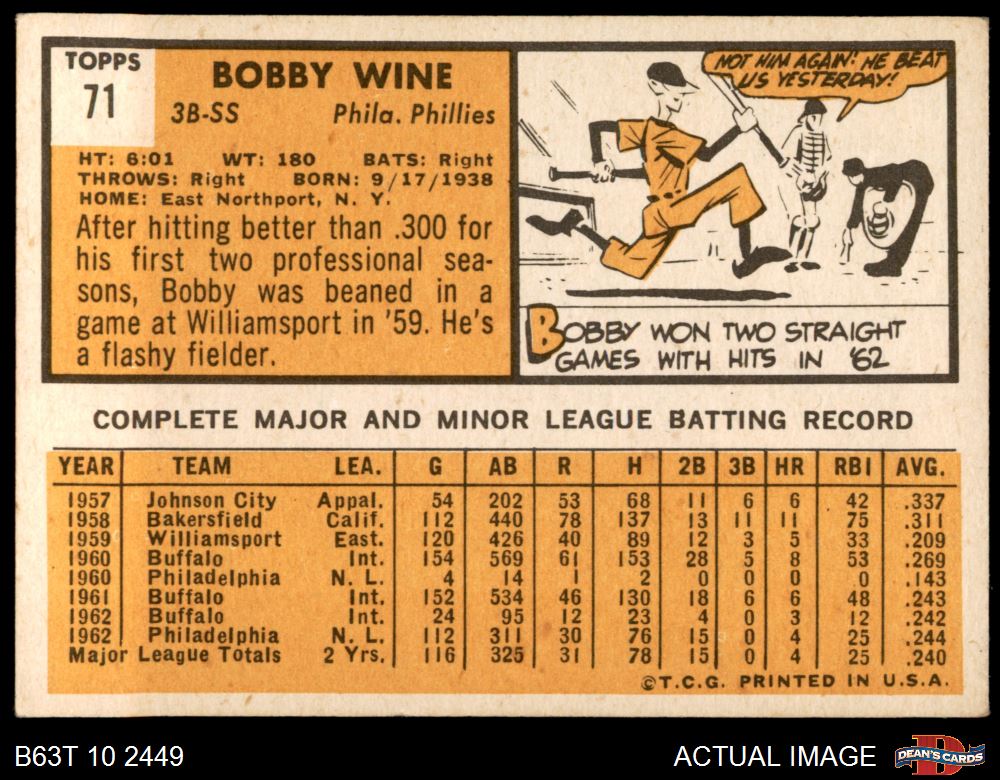 TOPPS
71
BOBBY WINE
3B-SS Phila. Phillies
HT: 6:01 WT: 180 BATS: Right
THROWS: Right BORN: 9/17/1938
HOME: East Northport, N. Y.
After hitting better than .300 for
his first two professional sea-
sons, Bobby was beaned in a
game at Williamsport in '59. He's
a flashy fielder.
NOT HIM AGAIN! HE BEAT
US YESTERDAY!
BOBBY WON TWO STRAIGHT
GAMES WITH HITS IN '62
COMPLETE MAJOR AND MINOR LEAGUE BATTING RECORD
YEAR TEAM LEA. G AB R H 2B 3B HR RBI AVG.
1957 Johnson City Appal. 54 202 53 68 11 6 6 42 .337
1958 Bakersfield Calif. 112 440 78 137 13 11 11 75 .311
1959 Williamsport East. 120 426 40 89 12 3 5 33 .209
1960 Buffalo Int. 154 569 61 153 28 5 8 53 .269
1960 Philadelphia N. L. 4 14 1 2 0 0 0 0 .143
1961 Buffalo Int. 152 534 46 130 18 6 6 48 .243
1962 Buffalo Int. 24 95 12 23 4 0 3 12 .242
1962 Philadelphia N. L. 112 311 30 76 15 0 4 25 .244
Major League Totals 2 Yrs. 116 325 31 78 15 0 4 25 .240
©T.C.G. PRINTED IN U.S.A.
B63T 10 2449 ACTUAL IMAGE
DEAN'S CARDS